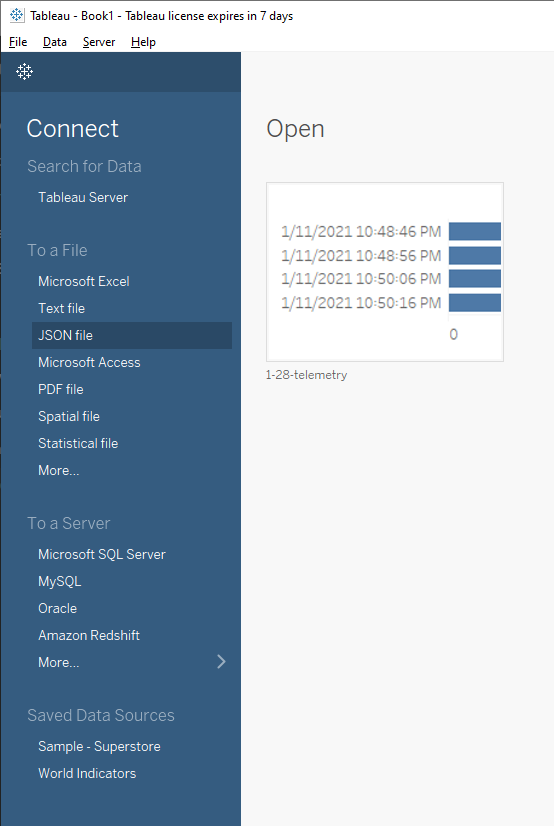 Tableau - Book1 - Tableau license expires in 7 days
File Data Server Help
Connect
Search for Data
Tableau Server
To a File
Microsoft Excel
Text file
JSON file
Microsoft Access
PDF file
Spatial file
Statistical file
More...
To a Server
Microsoft SQL Server
MySQL
Oracle
Amazon Redshift
More...
Saved Data Sources
Sample - Superstore
World Indicators
Open
1/11/2021 10:48:46 PM
1/11/2021 10:48:56 PM
1/11/2021 10:50:06 PM
1/11/2021 10:50:16 PM
0
1-28-telemetry